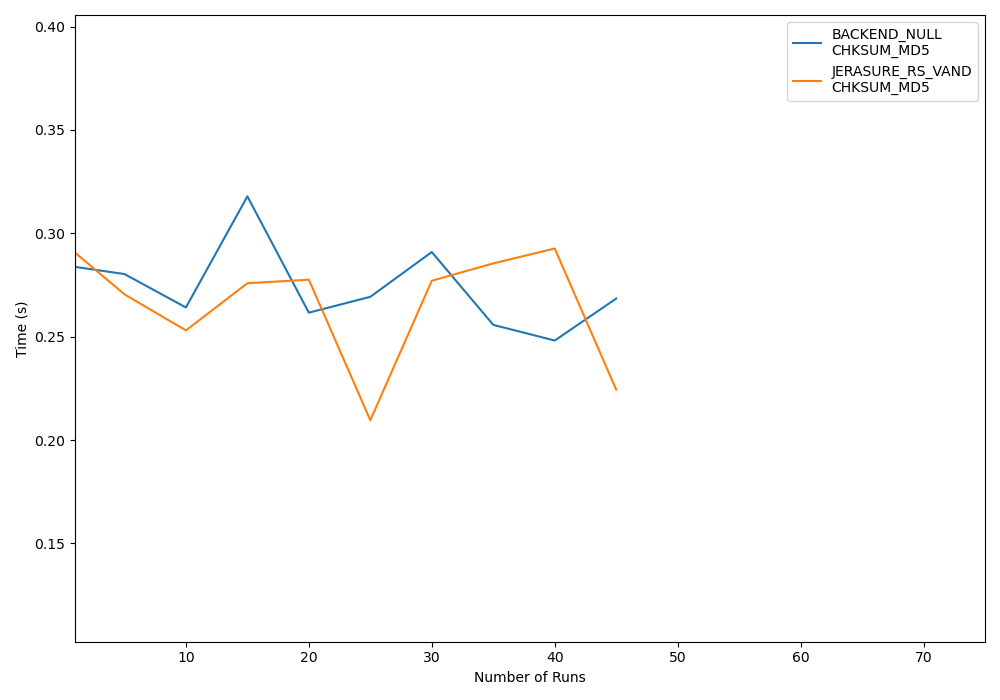 0.40
0.35
0.30
0.25
0.20
0.15
Time (s)
10
20
30
40
50
60
70
Number of Runs
BACKEND_NULL
CHKSUM_MD5
JERASURE_RS_VAND
CHKSUM_MD5